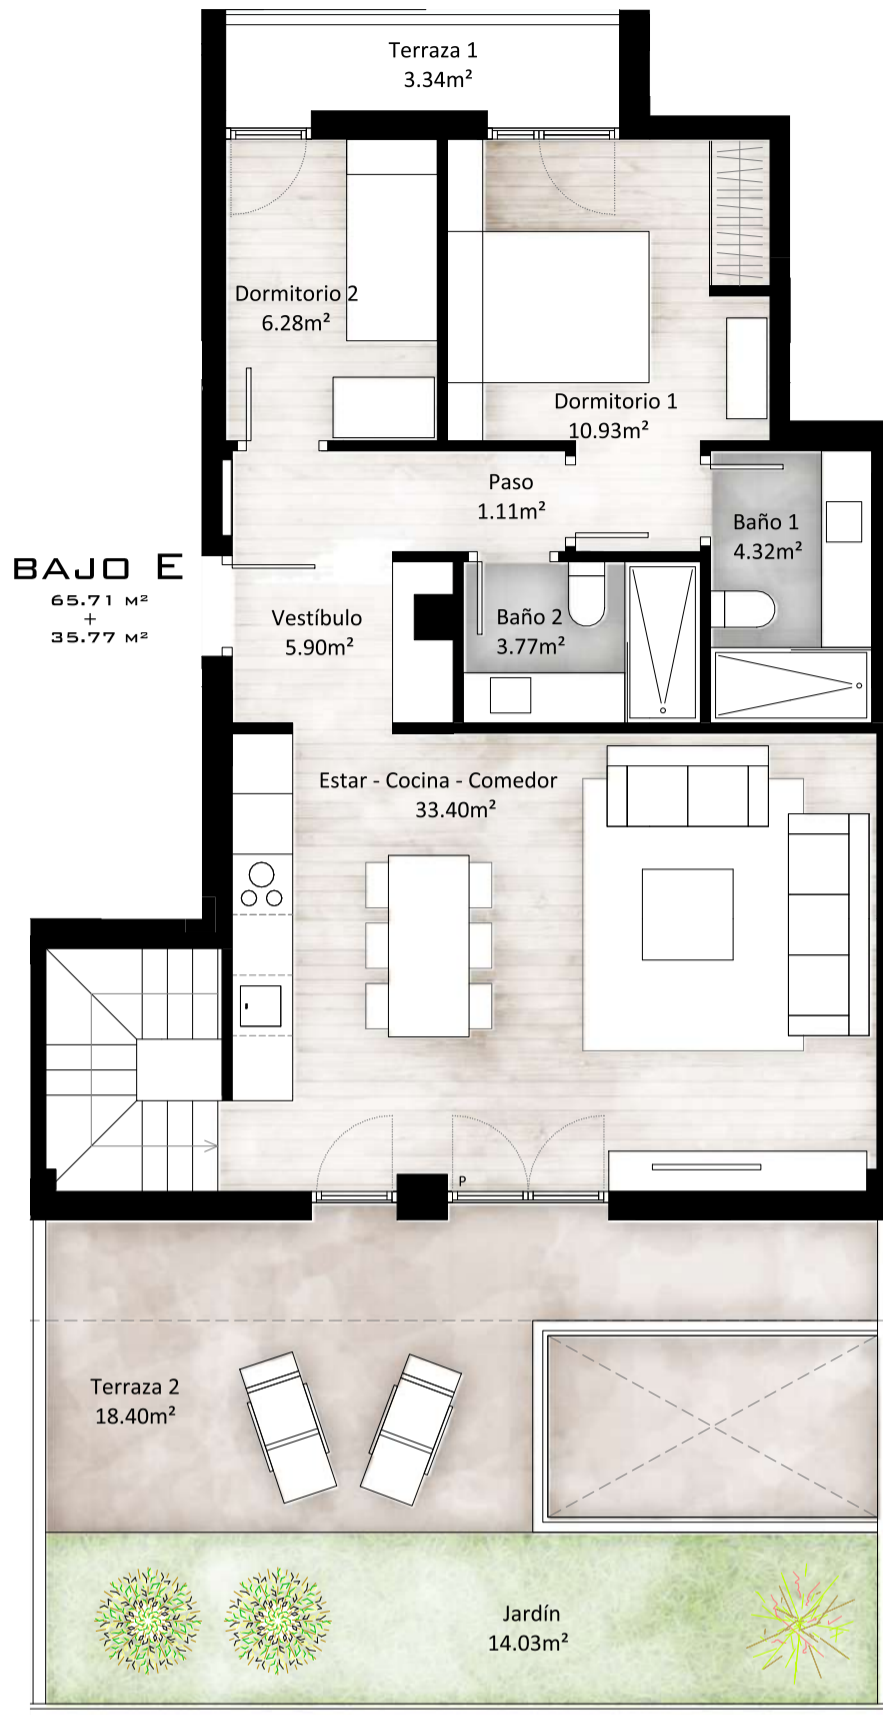 Terraza 1
3.34m²
Dormitorio 2
6.28m²
Dormitorio 1
10.93m²
Paso
1.11m²
Baño 1
4.32m²
BAJO E
65.71 M²
+
35.77 M²
Vestíbulo
5.90m²
Baño 2
3.77m²
Estar - Cocina - Comedor
33.40m²
P
Terraza 2
18.40m²
Jardín
14.03m²